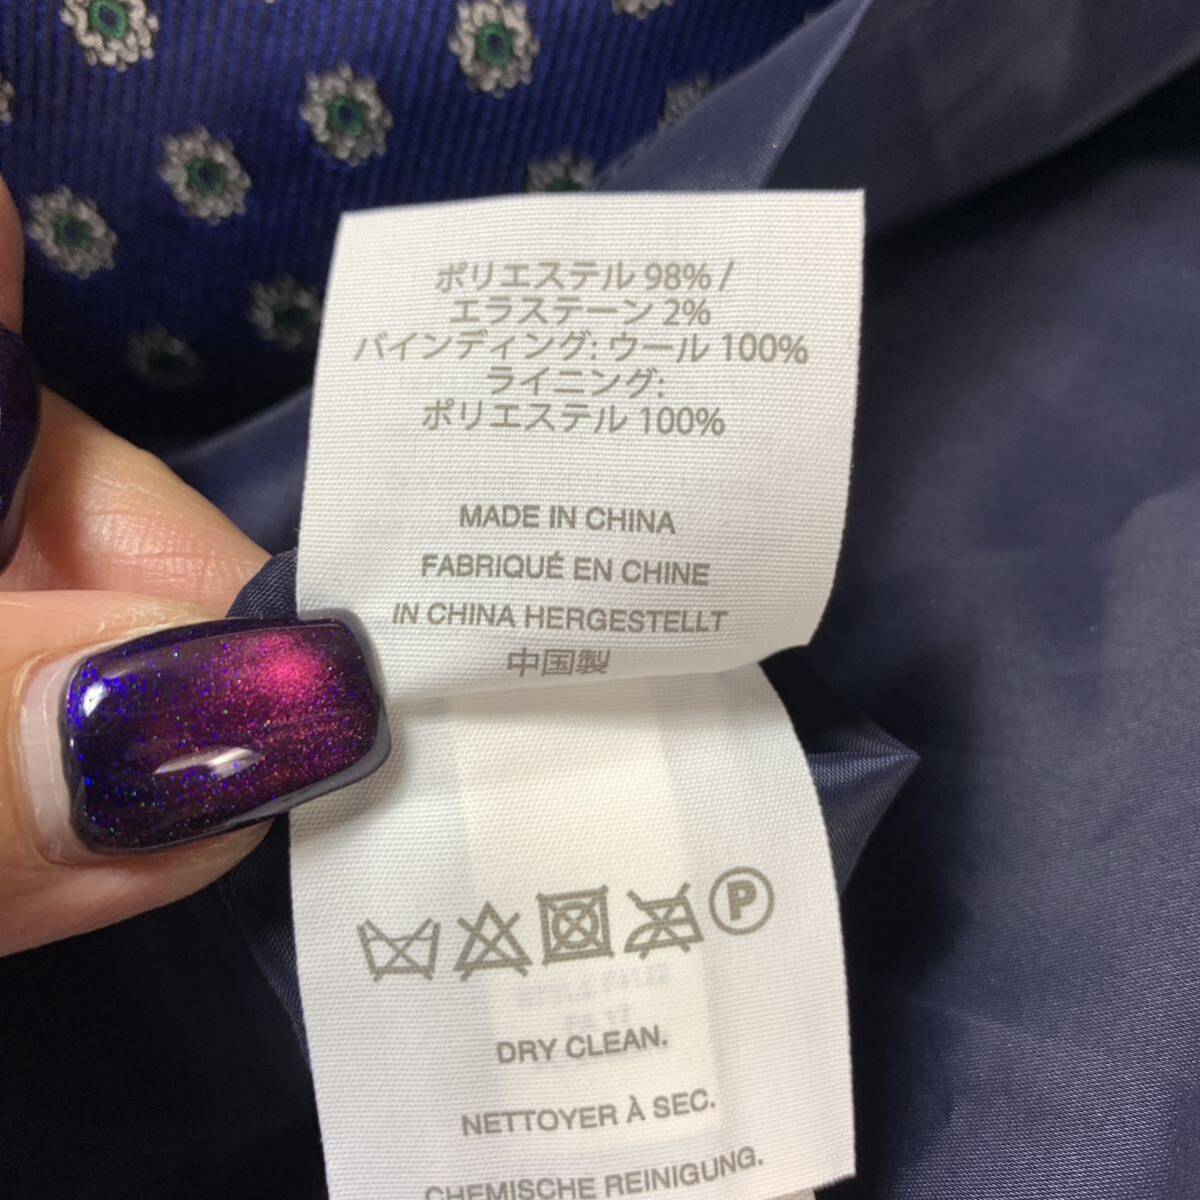 ポリエステル 98% /
エラステーン 2%
バインディング: ウール 100%
ライニング:
ポリエステル 100%
MADE IN CHINA
FABRIQUÉ EN CHINE
IN CHINA HERGESTELLT
中国製
P
DRY CLEAN.
NETTOYER À SEC.
CHEMISCHE REINIGUNG.